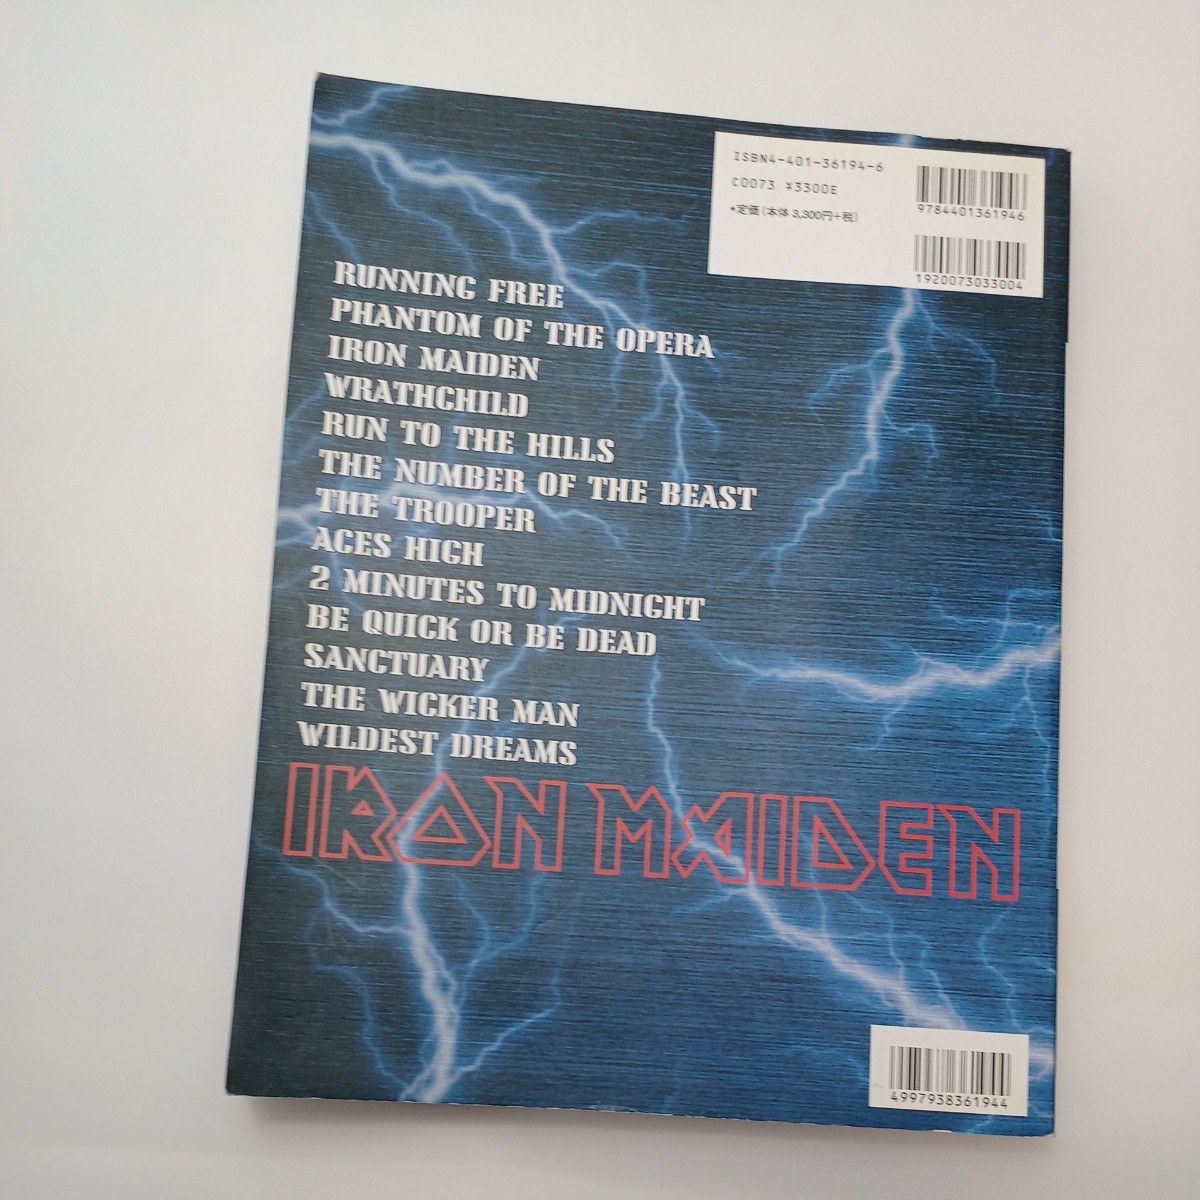 ISBN4-401-36194-6
C0073 ¥3300E
*定価(本体3,300円+税)
9784401361946
1920073033004
RUNNING FREE
PHANTOM OF THE OPERA
IRON MAIDEN
WRATHCHILD
RUN TO THE HILLS
THE NUMBER OF THE BEAST
THE TROOPER
ACES HIGH
2 MINUTES TO MIDNIGHT
BE QUICK OR BE DEAD
SANCTUARY
THE WICKER MAN
WILDEST DREAMS
IRON MAIDEN
4997938361944